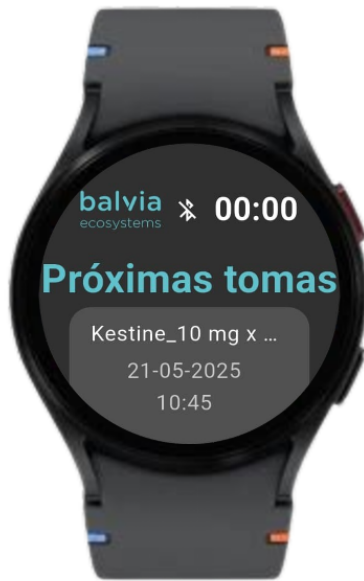 balvia
ecosystems
00:00
Próximas tomas
Kestine_10 mg x ...
21-05-2025
10:45